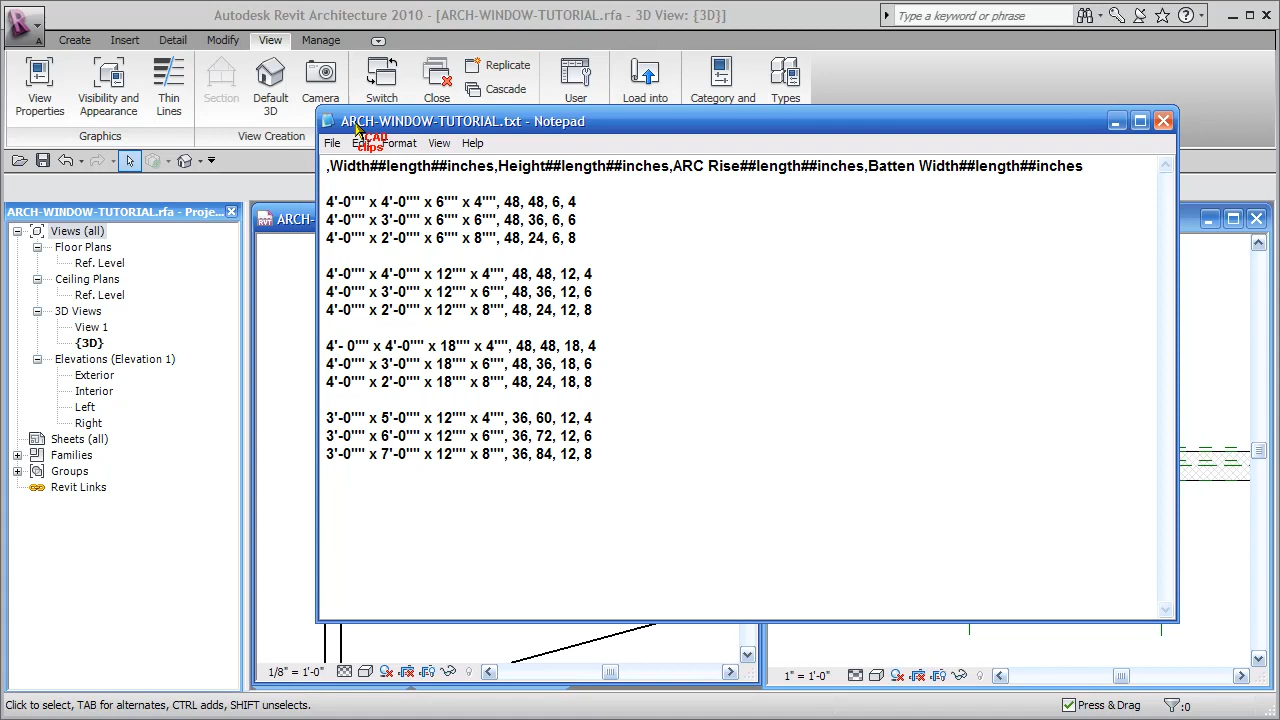 Autodesk Revit Architecture 2010 - [ARCH-WINDOW-TUTORIAL.rfa - 3D View: {3D}]
Type a keyword or phrase
Create Insert Detail Modify View Manage
Replicate
Cascade
View Properties
Visibility and Appearance
Thin Lines
Section
Default 3D
Camera
Switch
Close
User
Load into
Category and
Types
Graphics
View Creation
ARCH-WINDOW-TUTORIAL.txt - Notepad
File Edit Format View Help
CAD
clips
,Width##length##inches,Height##length##inches,ARC Rise##length##inches,Batten Width##length##inches
4'-0"" x 4'-0"" x 6"" x 4"", 48, 48, 6, 4
4'-0"" x 3'-0"" x 6"" x 6"", 48, 36, 6, 6
4'-0"" x 2'-0"" x 6"" x 8"", 48, 24, 6, 8
4'-0"" x 4'-0"" x 12"" x 4"", 48, 48, 12, 4
4'-0"" x 3'-0"" x 12"" x 6"", 48, 36, 12, 6
4'-0"" x 2'-0"" x 12"" x 8"", 48, 24, 12, 8
4'- 0"" x 4'-0"" x 18"" x 4"", 48, 48, 18, 4
4'-0"" x 3'-0"" x 18"" x 6"", 48, 36, 18, 6
4'-0"" x 2'-0"" x 18"" x 8"", 48, 24, 18, 8
3'-0"" x 5'-0"" x 12"" x 4"", 36, 60, 12, 4
3'-0"" x 6'-0"" x 12"" x 6"", 36, 72, 12, 6
3'-0"" x 7'-0"" x 12"" x 8"", 36, 84, 12, 8
ARCH-WINDOW-TUTORIAL.rfa - Proje...
ARCH-
Views (all)
Floor Plans
Ref. Level
Ceiling Plans
Ref. Level
3D Views
View 1
{3D}
Elevations (Elevation 1)
Exterior
Interior
Left
Right
Sheets (all)
Families
Groups
Revit Links
1/8" = 1'-0"
1" = 1'-0"
Click to select, TAB for alternates, CTRL adds, SHIFT unselects.
Press & Drag
:0